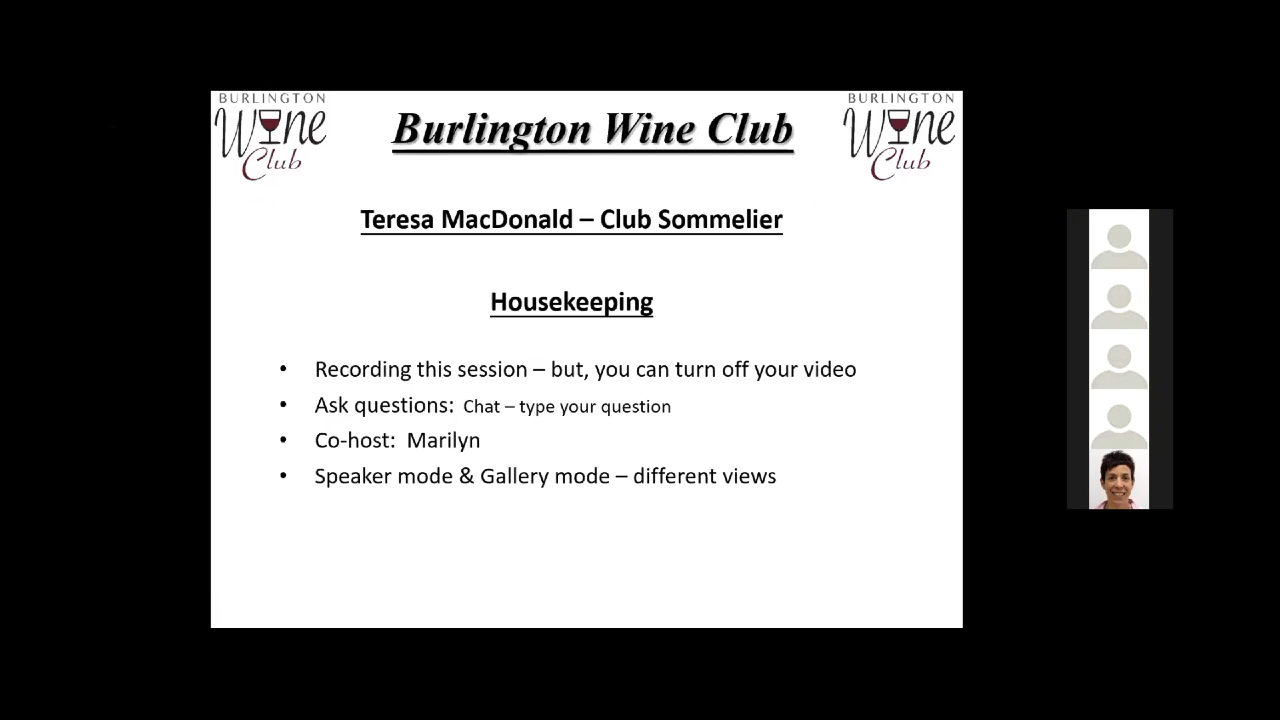 BURLINGTON
Wine
Club
Burlington Wine Club
BURLINGTON
Wine
Club
Teresa MacDonald – Club Sommelier
Housekeeping
• Recording this session – but, you can turn off your video
• Ask questions: Chat – type your question
• Co-host: Marilyn
• Speaker mode & Gallery mode – different views